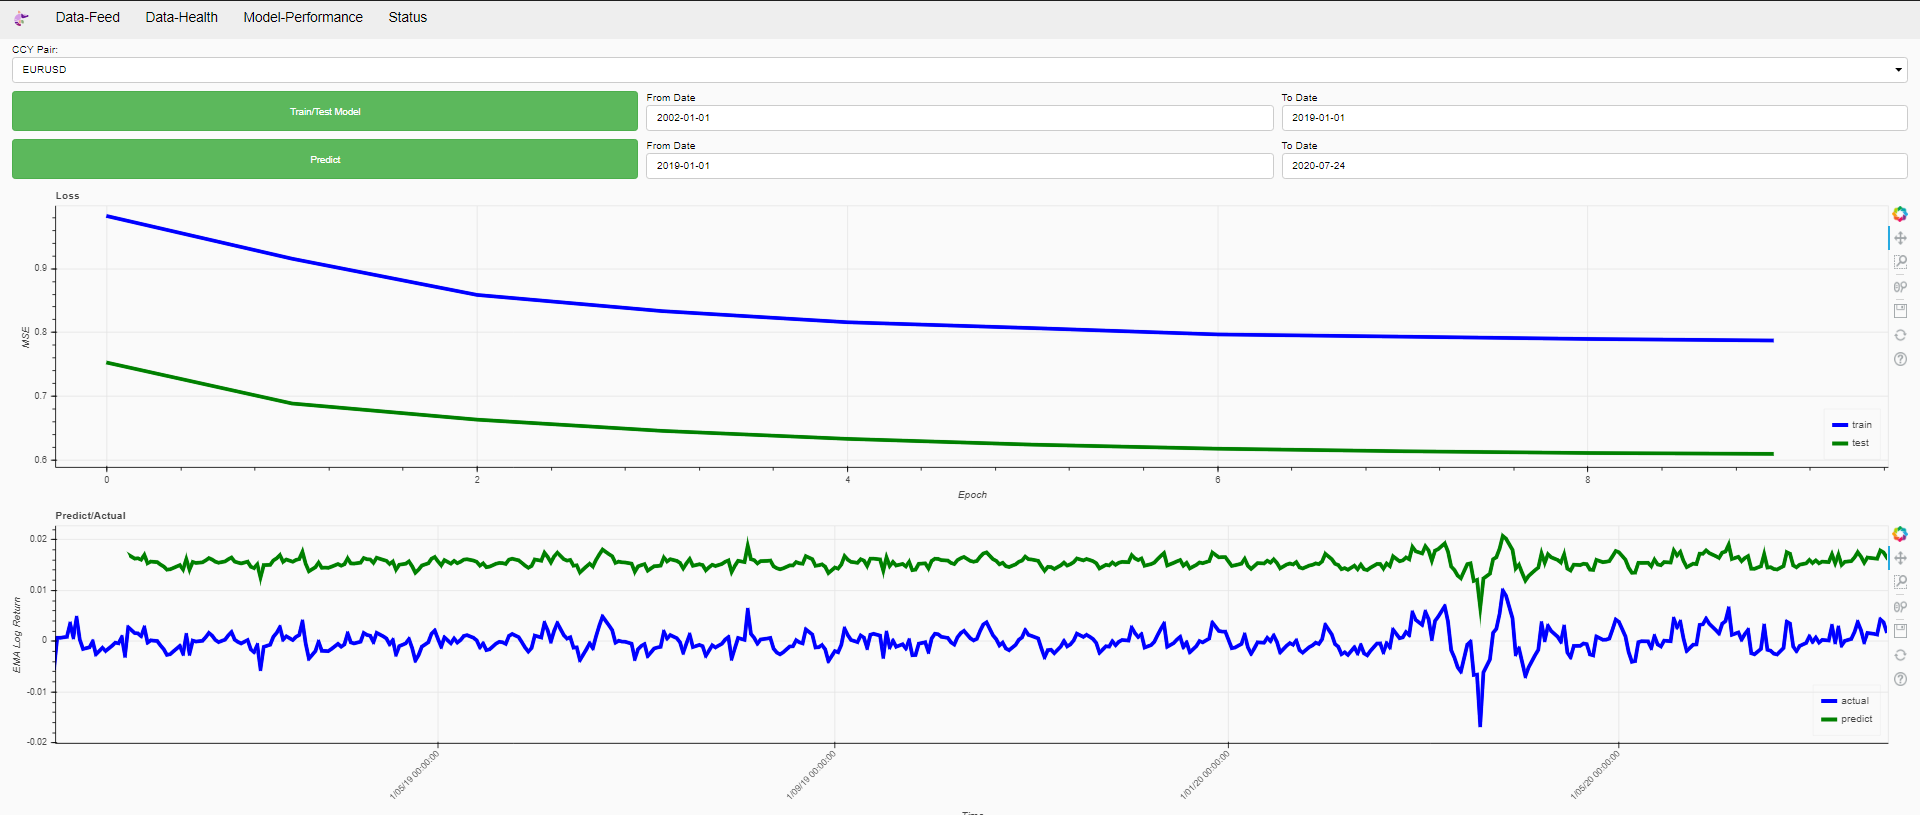 Data-Feed Data-Health Model-Performance Status
CCY Pair:
EURUSD
Train/Test Model
From Date
2002-01-01
To Date
2019-01-01
Predict
From Date
2019-01-01
To Date
2020-07-24
Loss
0.9
0.8
0.7
0.6
MSE
train
test
0 2 4 6 8
Epoch
Predict/Actual
0.02
0.01
0
-0.01
-0.02
EMA Log Return
actual
predict
1/05/19 00:00:00
1/09/19 00:00:00
1/01/20 00:00:00
1/05/20 00:00:00
Time